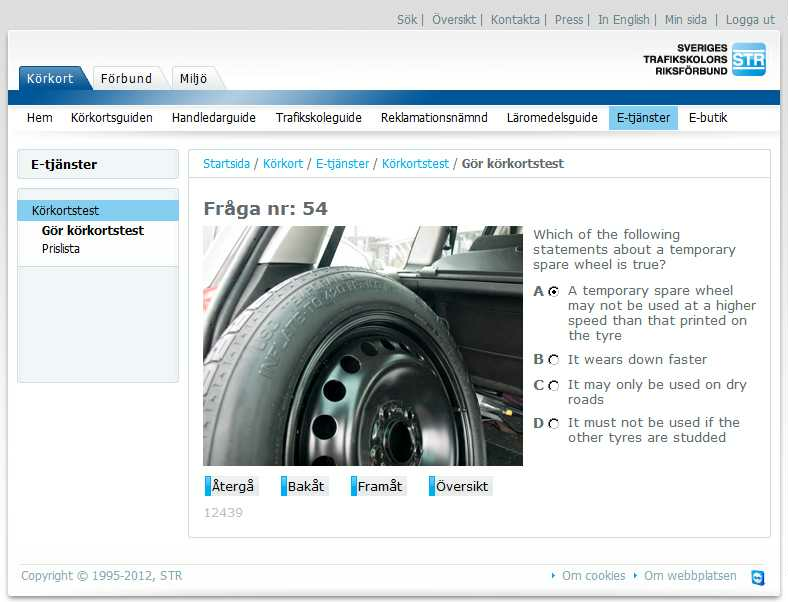 Sök | Översikt | Kontakta | Press | In English | Min sida | Logga ut
SVERIGES
TRAFIKSKOLORS
RIKSFÖRBUND
STR
Körkort Förbund Miljö
Hem Körkortsguiden Handledarguide Trafikskoleguide Reklamationsnämnd Läromedelsguide E-tjänster E-butik
E-tjänster
Startsida / Körkort / E-tjänster / Körkortstest / Gör körkortstest
Körkortstest
Gör körkortstest
Prislista
Fråga nr: 54
Which of the following
statements about a temporary
spare wheel is true?
A A temporary spare wheel
may not be used at a higher
speed than that printed on
the tyre
B It wears down faster
C It may only be used on dry
roads
D It must not be used if the
other tyres are studded
Återgå Bakåt Framåt Översikt
12439
Copyright © 1995-2012, STR
Om cookies Om webbplatsen